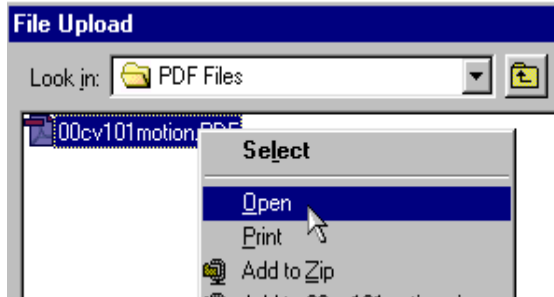 File Upload
Look in: PDF Files
00cv101motion.PDF
Select
Open
Print
Add to Zip